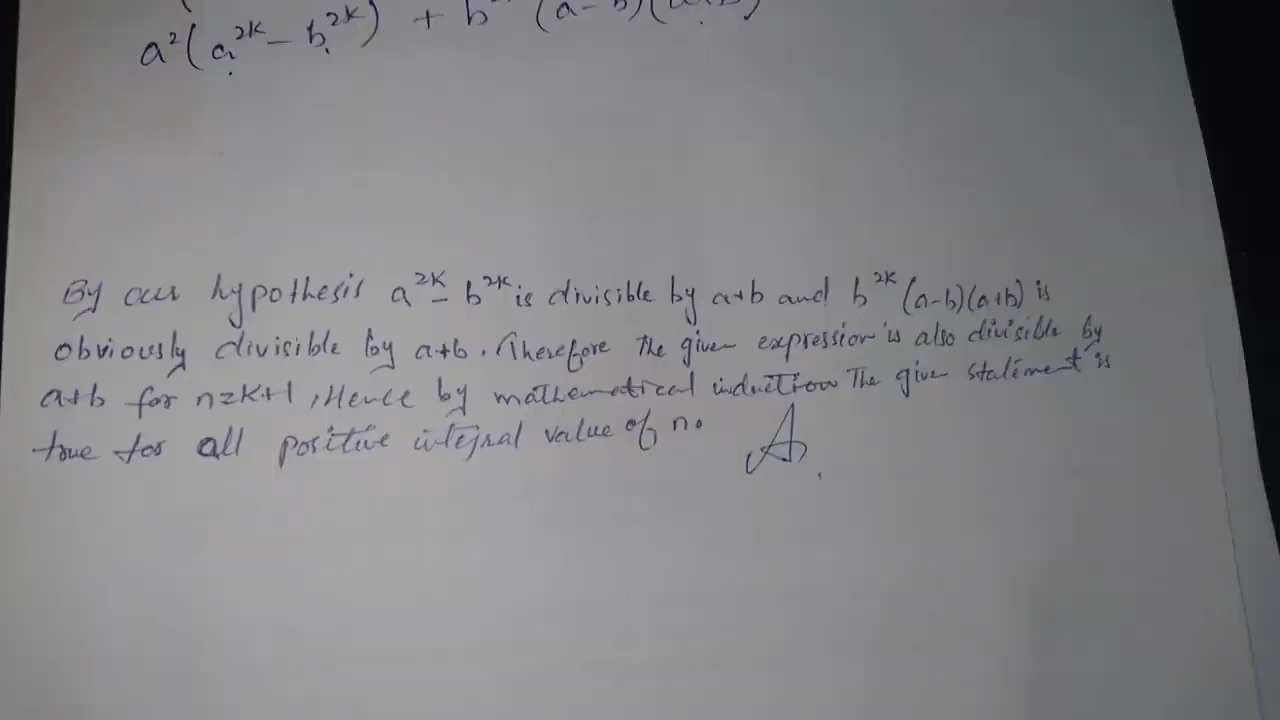 a²(a^2K - b^2K) + b (a-b)(a+b)
By our hypothesis a^2K - b^2K is divisible by a+b and b^2K (a-b)(a+b) is
obviously divisible by a+b. Therefore the given expression is also divisible by
a+b for n=K+1, Hence by mathematical induction The given statement is
true for all positive integral value of n.